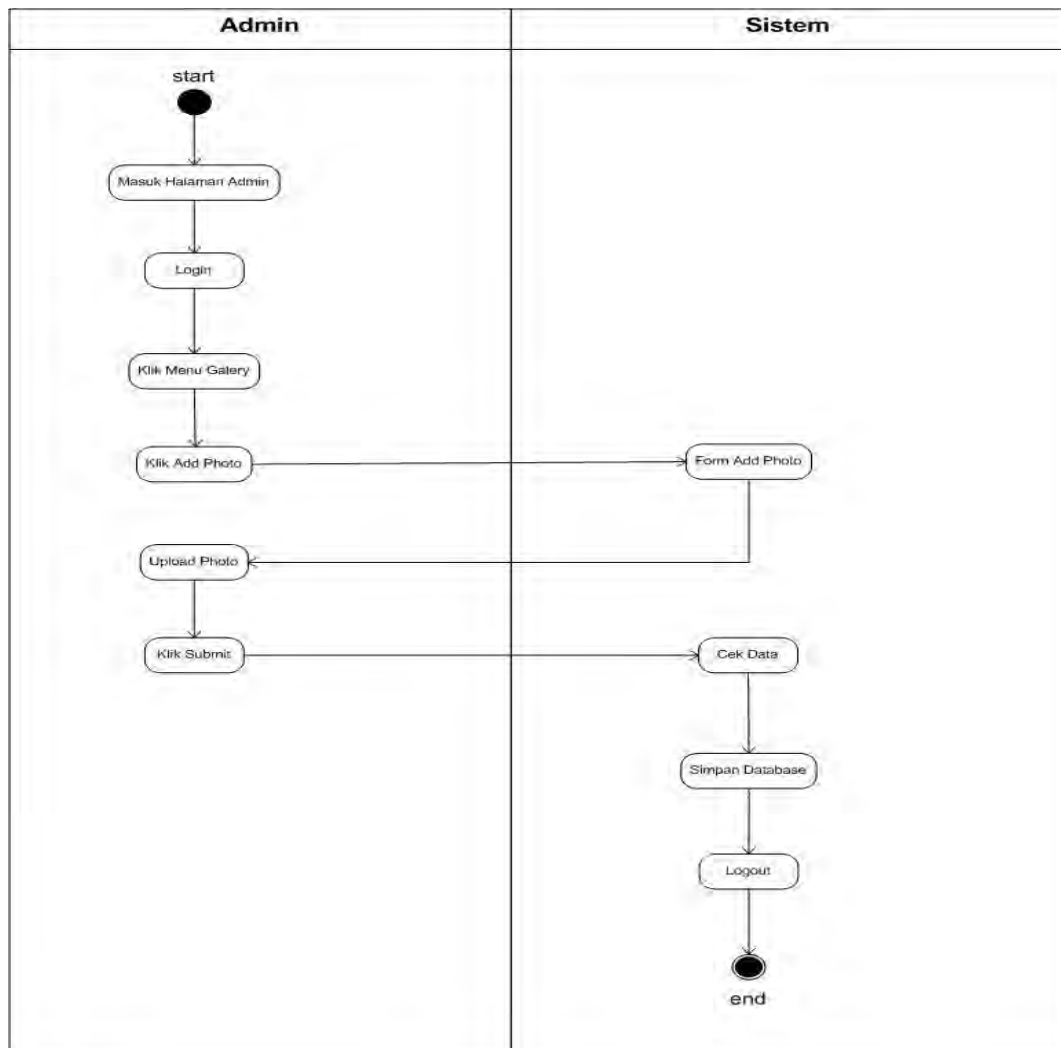 Admin
Sistem
start
Masuk Halaman Admin
Login
Klik Menu Galery
Klik Add Photo
Form Add Photo
Upload Photo
Klik Submit
Cek Data
Simpan Database
Logout
end